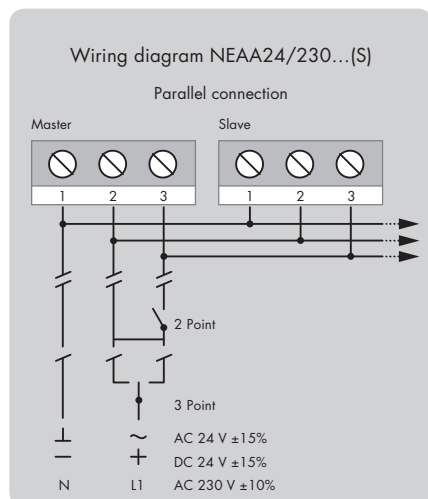 Wiring diagram NEAA24/230...(S)
Parallel connection
Master Slave
1 2 3 1 2 3
2 Point
3 Point
⊥ ~ AC 24 V ±15%
− + DC 24 V ±15%
N L1 AC 230 V ±10%